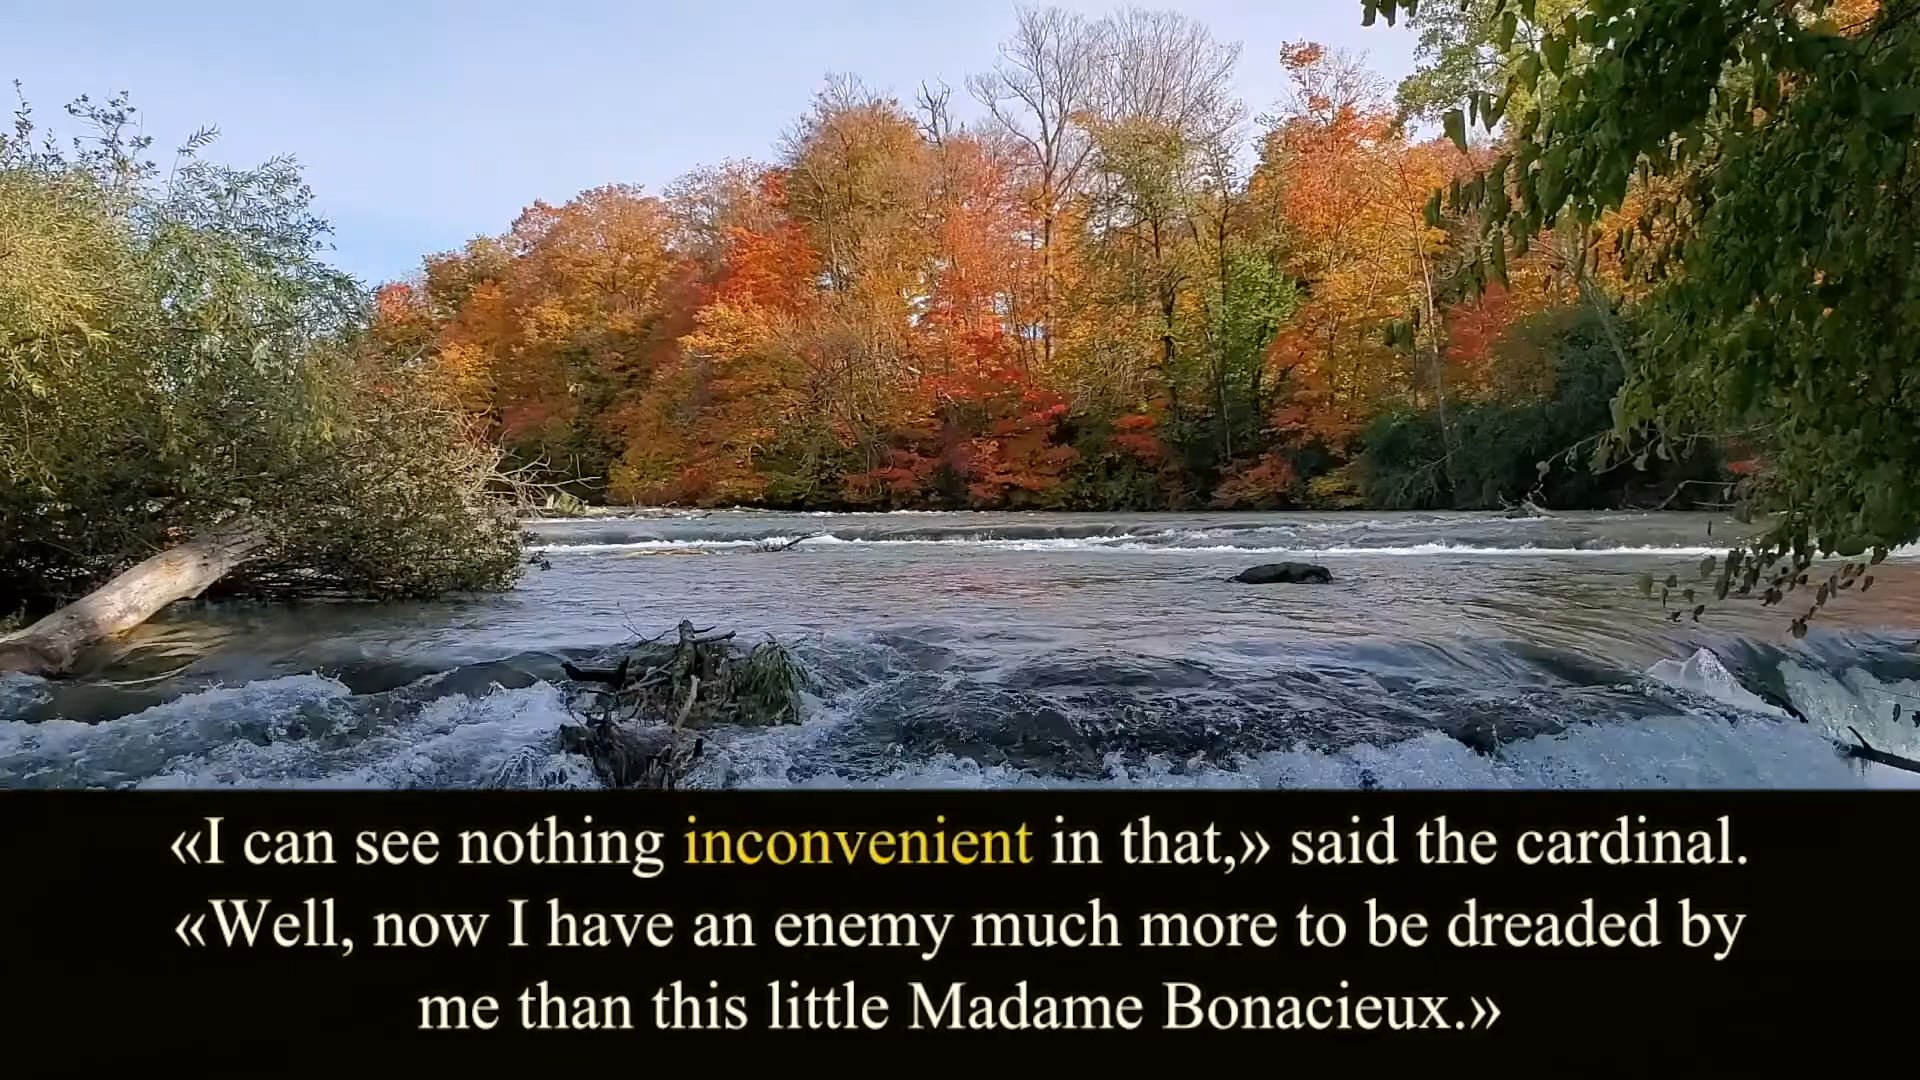 «I can see nothing inconvenient in that,» said the cardinal.
«Well, now I have an enemy much more to be dreaded by
me than this little Madame Bonacieux.»